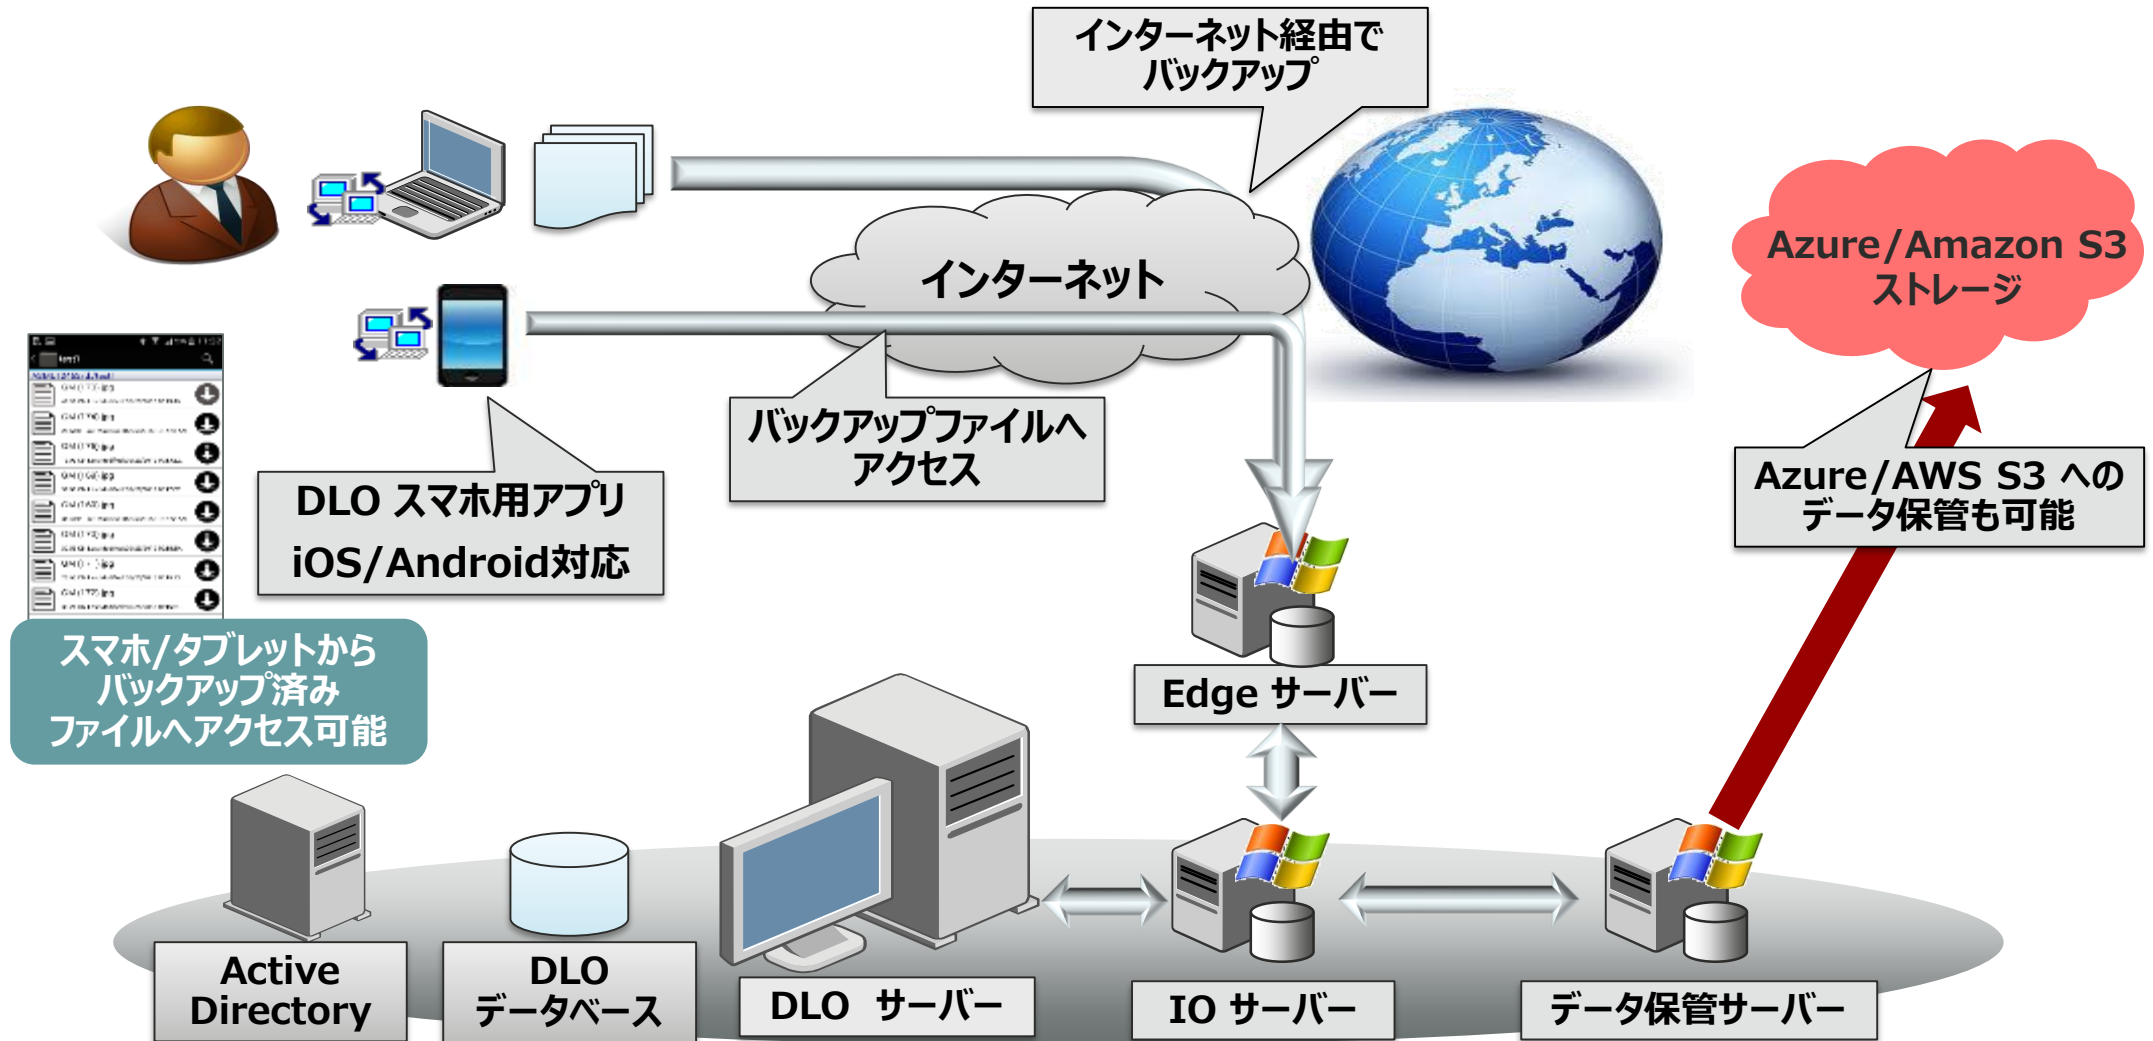 インターネット経由で
バックアップ
インターネット
Azure/Amazon S3
ストレージ
バックアップファイルへ
アクセス
DLO スマホ用アプリ
iOS/Android対応
Azure/AWS S3 への
データ保管も可能
スマホ/タブレットから
バックアップ済み
ファイルへアクセス可能
Edge サーバー
Active
Directory
DLO
データベース
DLO サーバー
IO サーバー
データ保管サーバー